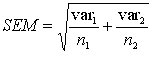 SEM = √(var₁/n₁ + var₂/n₂)